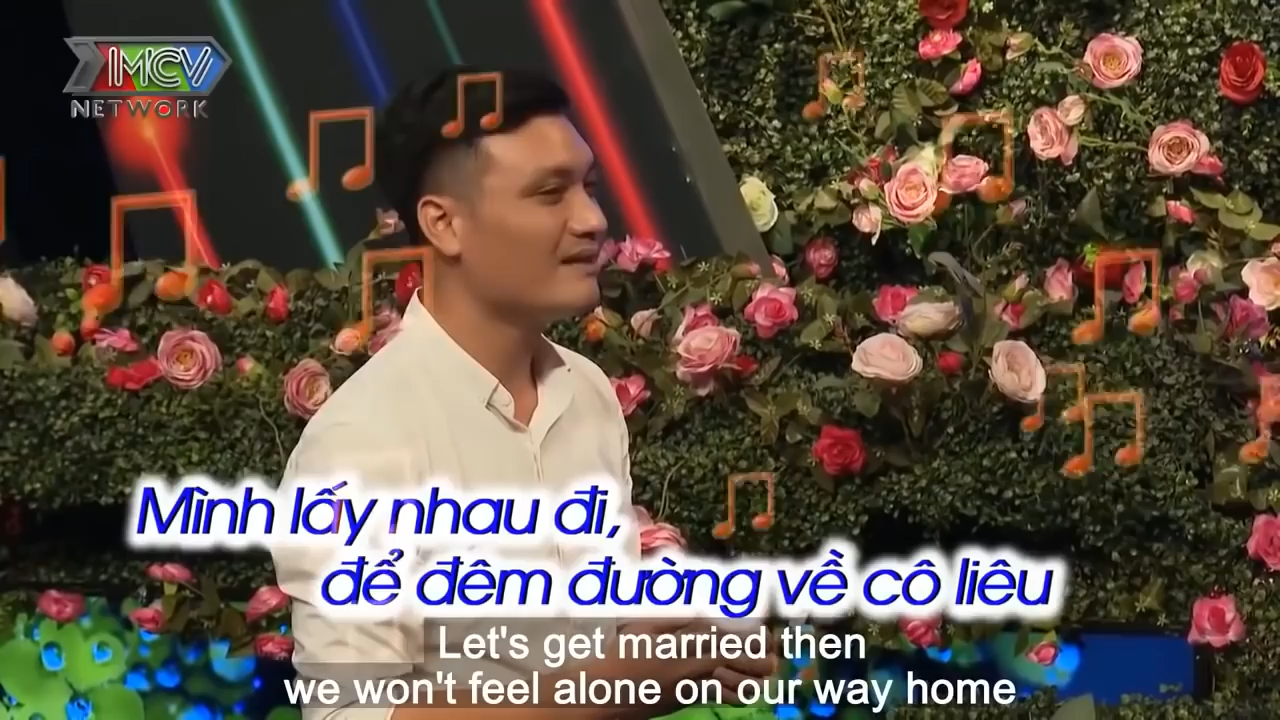 MCV
NETWORK
Mình lấy nhau đi,
để đêm đường về cô liêu
Let's get married then
we won't feel alone on our way home